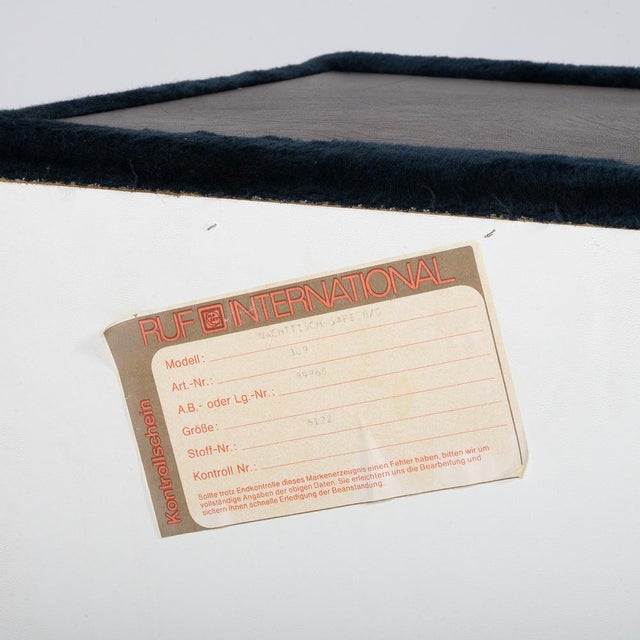 RUF INTERNATIONAL
Kontrollschein
Modell: NACHTTISCH SAFE B/G
Art.-Nr.: 309
A.B.- oder Lg.-Nr.:
Größe:
Stoff-Nr.: 6172
Kontroll Nr.:
Sollte trotz Endkontrolle dieses Markenerzeugnis einen Fehler haben, bitten wir um
vollständige Angaben der obigen Daten. Sie erleichtern uns die Bearbeitung und
sichern Ihnen schnelle Erledigung der Beanstandung.